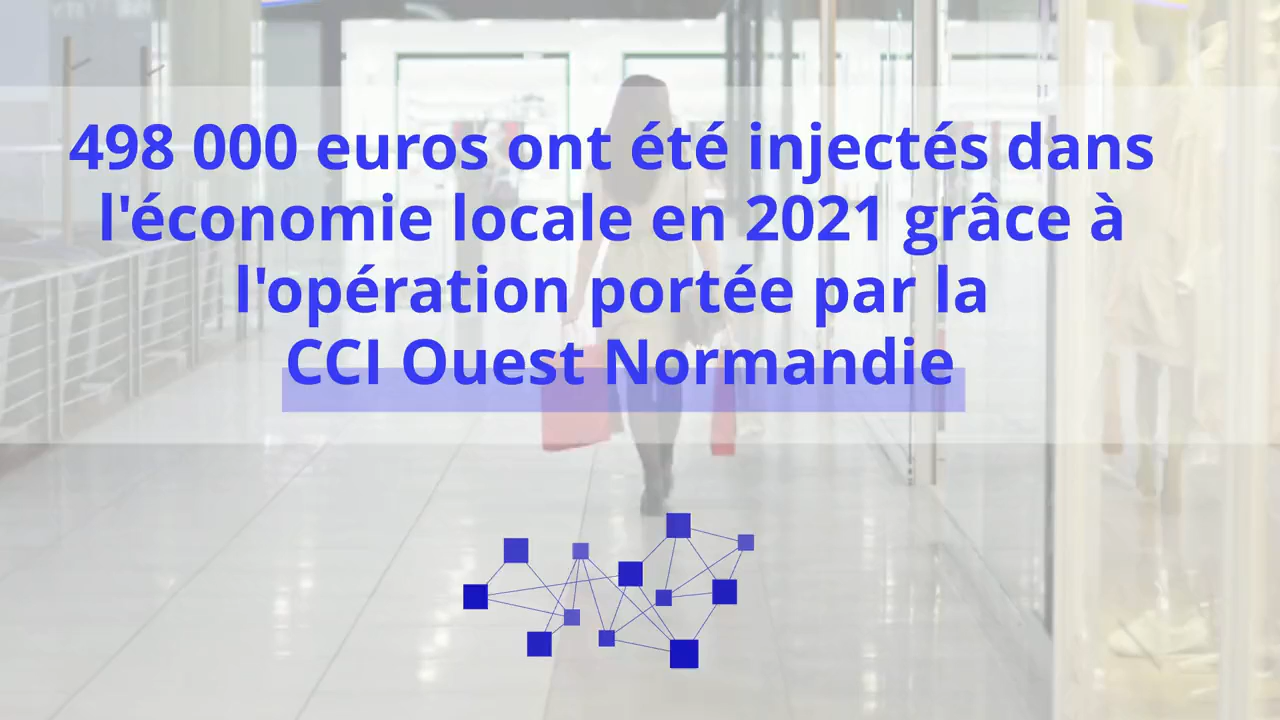 498 000 euros ont été injectés dans
l'économie locale en 2021 grâce à
l'opération portée par la
CCI Ouest Normandie